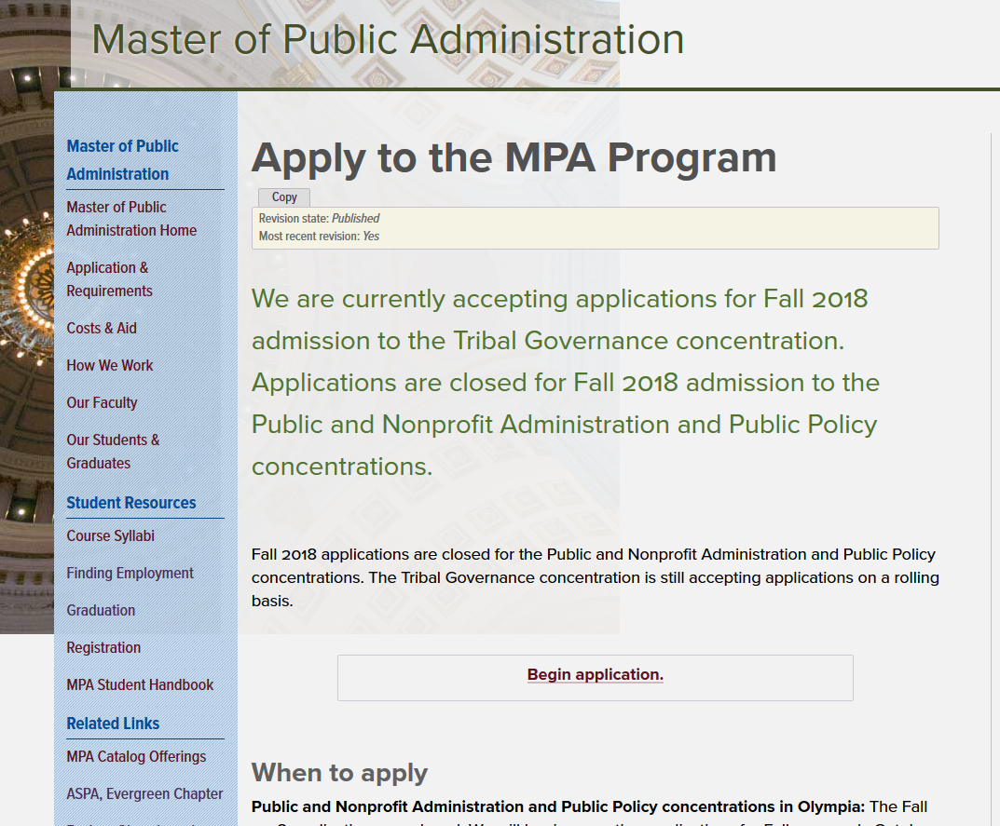 Master of Public Administration
Master of Public
Administration
Master of Public
Administration Home
Application &
Requirements
Costs & Aid
How We Work
Our Faculty
Our Students &
Graduates
Student Resources
Course Syllabi
Finding Employment
Graduation
Registration
MPA Student Handbook
Related Links
MPA Catalog Offerings
ASPA, Evergreen Chapter
Apply to the MPA Program
Copy
Revision state: Published
Most recent revision: Yes
We are currently accepting applications for Fall 2018
admission to the Tribal Governance concentration.
Applications are closed for Fall 2018 admission to the
Public and Nonprofit Administration and Public Policy
concentrations.
Fall 2018 applications are closed for the Public and Nonprofit Administration and Public Policy
concentrations. The Tribal Governance concentration is still accepting applications on a rolling
basis.
Begin application.
When to apply
Public and Nonprofit Administration and Public Policy concentrations in Olympia: The Fall